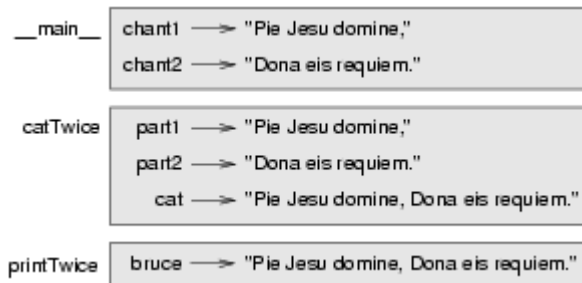 __main__ chant1 "Pie Jesu domine,"
chant2 "Dona eis requiem."
catTwice part1 "Pie Jesu domine,"
part2 "Dona eis requiem."
cat "Pie Jesu domine, Dona eis requiem."
printTwice bruce "Pie Jesu domine, Dona eis requiem."